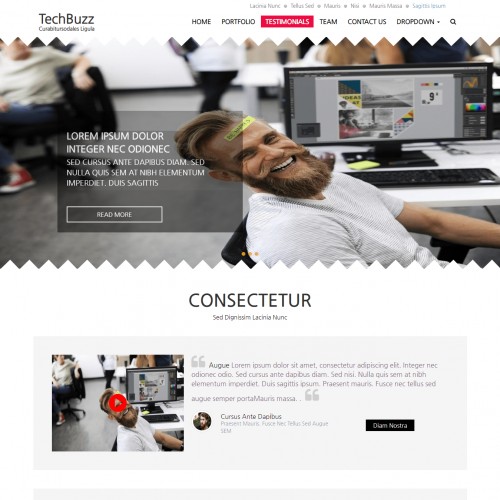 Lacinia Nunc Tellus Sed Mauris Nisi Mauris Massa Sagitis Ipsum
TechBuzz
Curabitursodales Ligula
HOME PORTFOLIO TESTIMONIALS TEAM CONTACT US DROPDOWN
LOREM IPSUM DOLOR
INTEGER NEC ODIONEC
SED CURSUS ANTE DAPIBUS DIAM. SED
NULLA QUIS SEM AT NIBH ELEMENTUM
IMPERDIET. DUIS SAGITTIS
READ MORE
CONSECTETUR
Sed Dignissim Lacinia Nunc
Augue Lorem ipsum dolor sit amet, consectetur adipiscing elit. Integer nec
odionec. Sed cursus ante dapibus diam. Sed nulla quis sem at nibh elementum
imperdiet. Duis sagittis ipsum. Praesent mauris. Fusce nec tellus sed
augue semper portaMauris massa. .
Cursus Ante Dapibus
Praesent Mauris. Fusce Nec Tellus Sed Augue
SEM
Diam Nostra